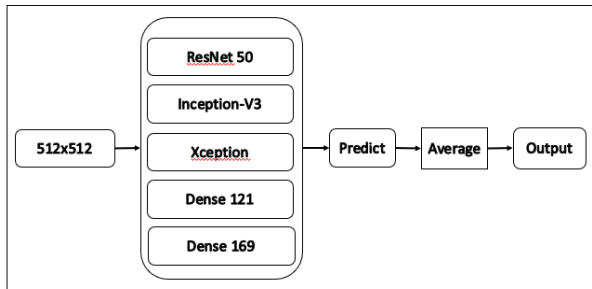 512x512
ResNet 50
Inception-V3
Xception
Dense 121
Dense 169
Predict
Average
Output